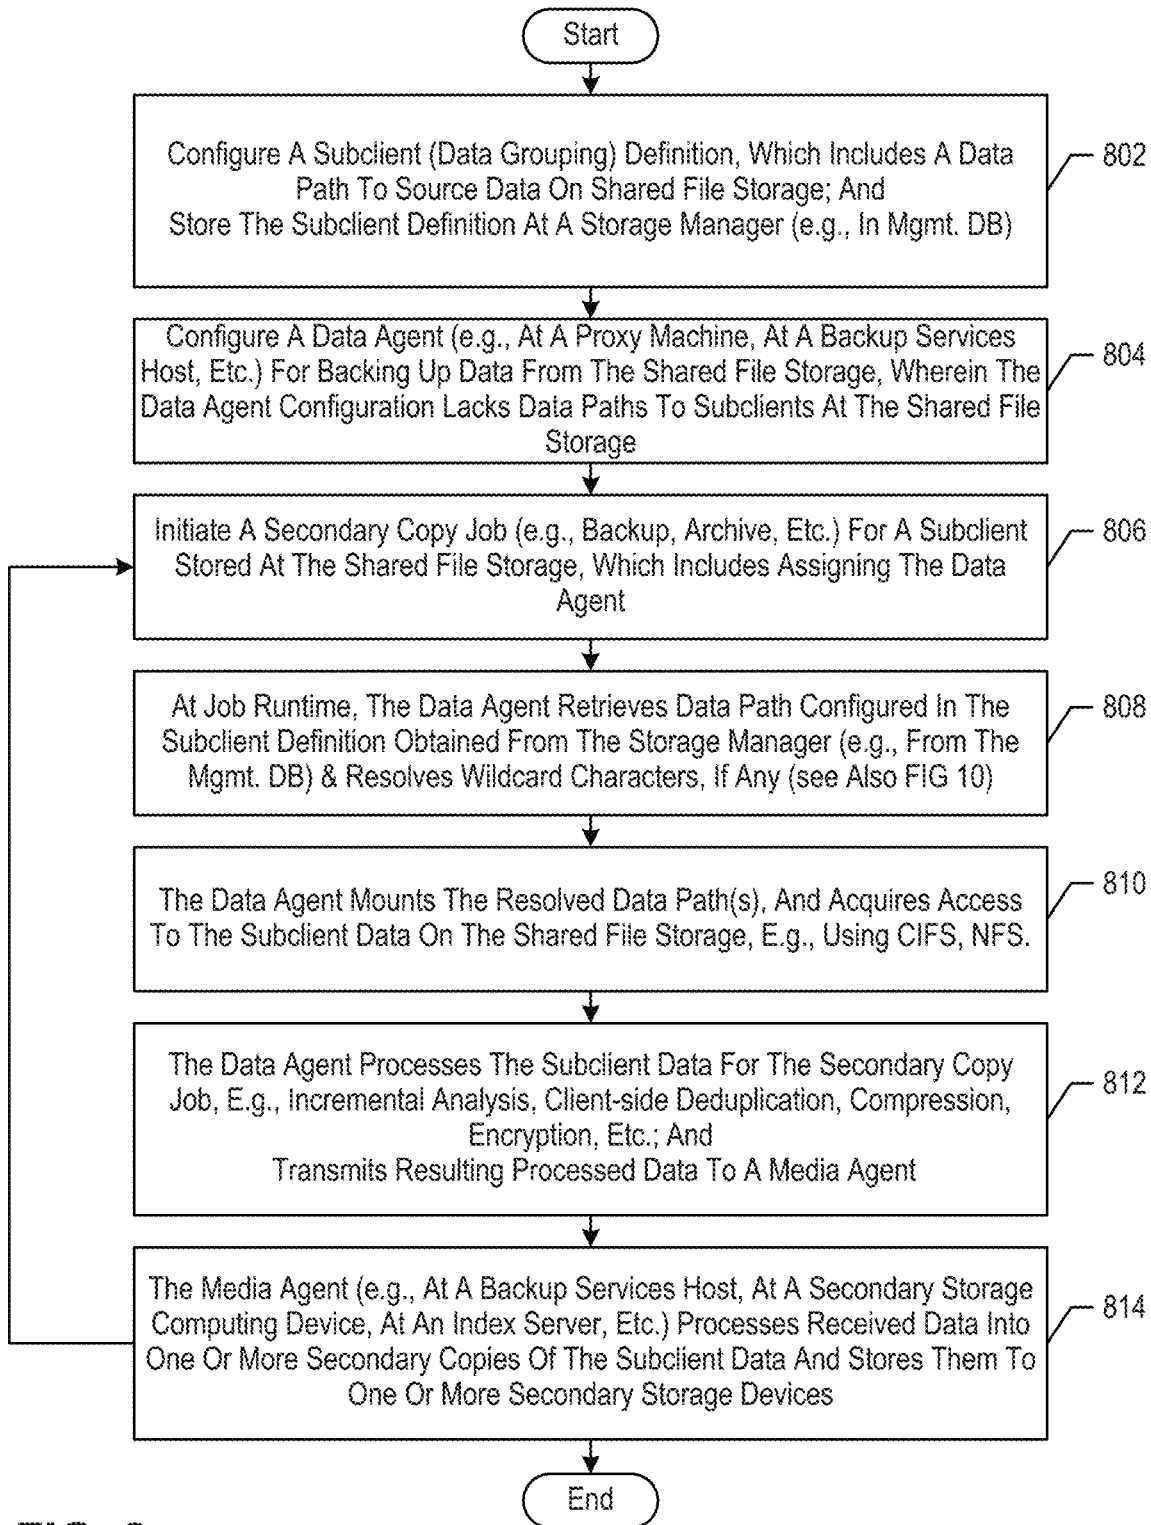 Start
Configure A Subclient (Data Grouping) Definition, Which Includes A Data
Path To Source Data On Shared File Storage; And
Store The Subclient Definition At A Storage Manager (e.g., In Mgmt. DB)
802
Configure A Data Agent (e.g., At A Proxy Machine, At A Backup Services
Host, Etc.) For Backing Up Data From The Shared File Storage, Wherein The
Data Agent Configuration Lacks Data Paths To Subclients At The Shared File
Storage
804
Initiate A Secondary Copy Job (e.g., Backup, Archive, Etc.) For A Subclient
Stored At The Shared File Storage, Which Includes Assigning The Data
Agent
806
At Job Runtime, The Data Agent Retrieves Data Path Configured In The
Subclient Definition Obtained From The Storage Manager (e.g., From The
Mgmt. DB) & Resolves Wildcard Characters, If Any (see Also FIG 10)
808
The Data Agent Mounts The Resolved Data Path(s), And Acquires Access
To The Subclient Data On The Shared File Storage, E.g., Using CIFS, NFS.
810
The Data Agent Processes The Subclient Data For The Secondary Copy
Job, E.g., Incremental Analysis, Client-side Deduplication, Compression,
Encryption, Etc.; And
Transmits Resulting Processed Data To A Media Agent
812
The Media Agent (e.g., At A Backup Services Host, At A Secondary Storage
Computing Device, At An Index Server, Etc.) Processes Received Data Into
One Or More Secondary Copies Of The Subclient Data And Stores Them To
One Or More Secondary Storage Devices
814
End